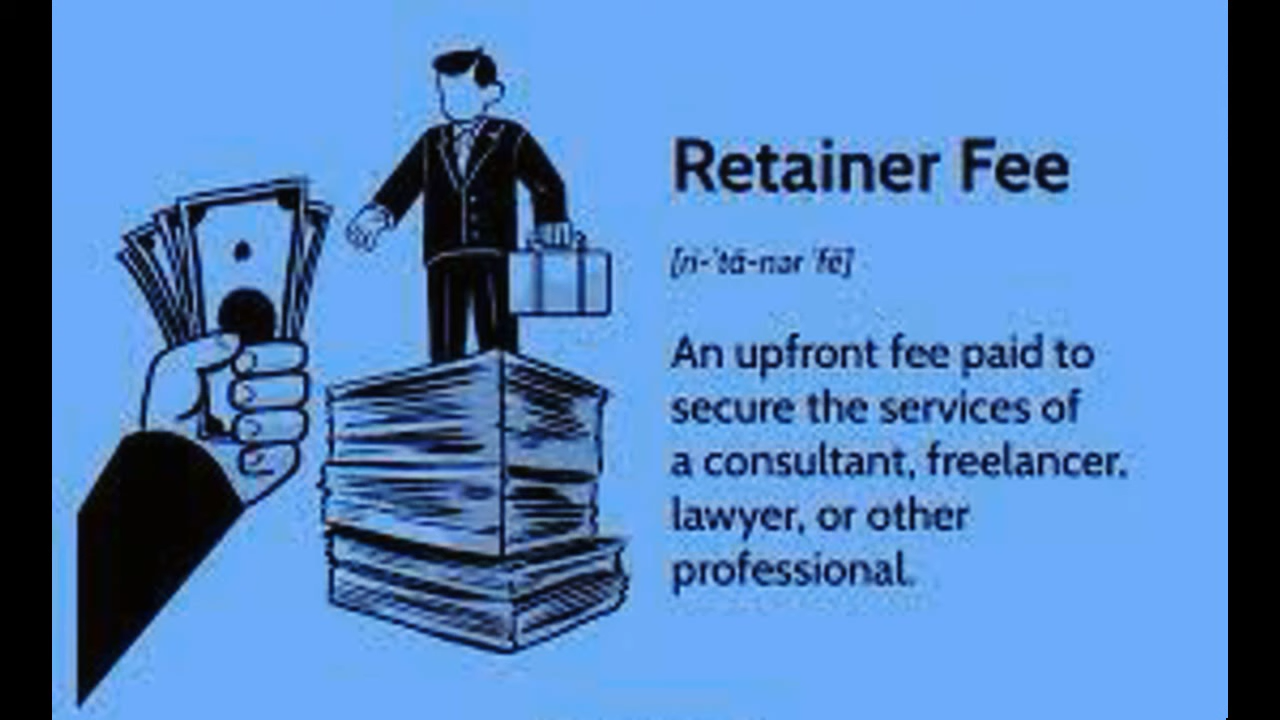 Retainer Fee
[ri-ˈtā-nər ˈfē]
An upfront fee paid to
secure the services of
a consultant, freelancer,
lawyer, or other
professional.